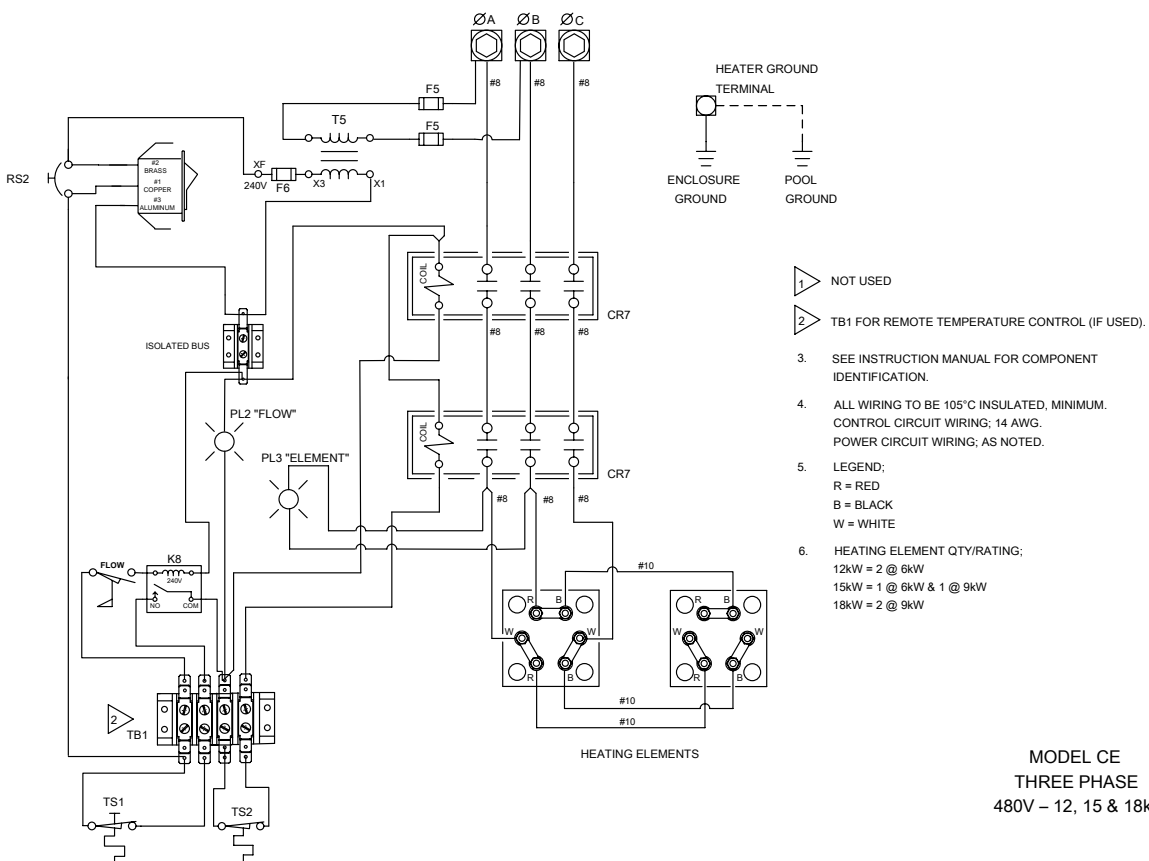 ØA ØB ØC
#8 #8 #8
F5
T5
F5
HEATER GROUND
TERMINAL
ENCLOSURE
GROUND
POOL
GROUND
RS2
#2
BRASS
#1
COPPER
#3
ALUMINUM
XF
240V
F6
X3
X1
COIL
CR7
#8 #8 #8
ISOLATED BUS
PL2 "FLOW"
PL3 "ELEMENT"
COIL
CR7
#8 #8 #8
1 NOT USED
2 TB1 FOR REMOTE TEMPERATURE CONTROL (IF USED).
3. SEE INSTRUCTION MANUAL FOR COMPONENT
IDENTIFICATION.
4. ALL WIRING TO BE 105°C INSULATED, MINIMUM.
CONTROL CIRCUIT WIRING; 14 AWG.
POWER CIRCUIT WIRING; AS NOTED.
5. LEGEND;
R = RED
B = BLACK
W = WHITE
6. HEATING ELEMENT QTY/RATING;
12kW = 2 @ 6kW
15kW = 1 @ 6kW & 1 @ 9kW
18kW = 2 @ 9kW
FLOW
K8
240V
NO COM
#10
R B
W W
R B
R B
W W
R B
#10
#10
HEATING ELEMENTS
2
TB1
TS1
TS2
MODEL CE
THREE PHASE
480V – 12, 15 & 18k